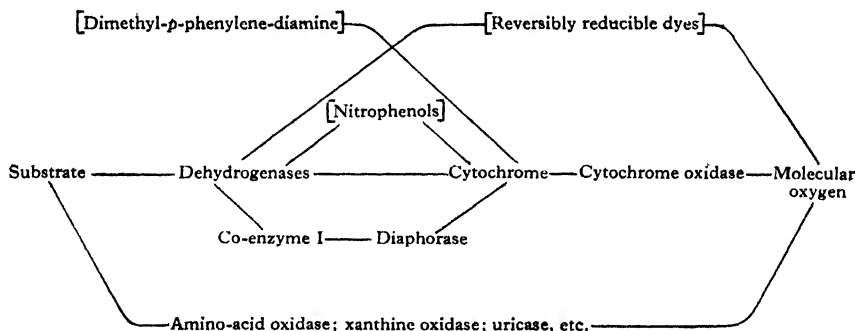 [Dimethyl-p-phenylene-diamine] [Reversibly reducible dyes]
[Nitrophenols]
Substrate Dehydrogenases Cytochrome Cytochrome oxidase Molecular
oxygen
Co-enzyme I Diaphorase
Amino-acid oxidase; xanthine oxidase; uricase, etc.